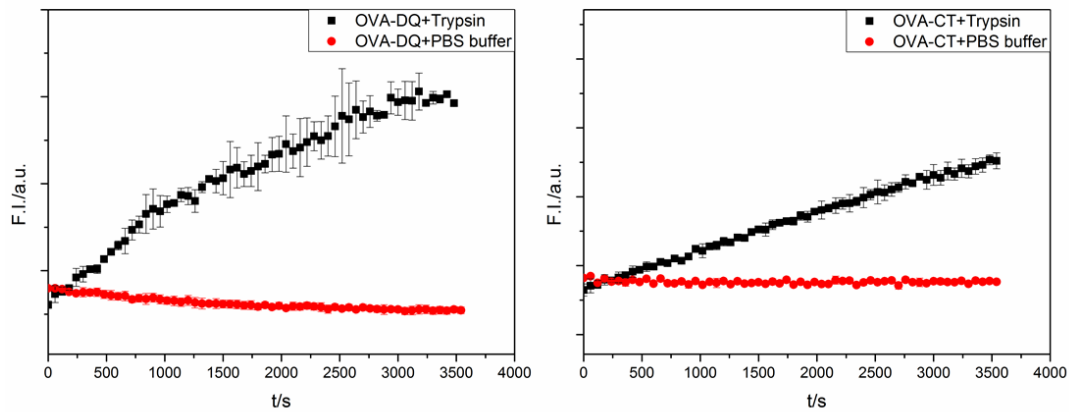 OVA-DQ+Trypsin
OVA-DQ+PBS buffer
F.I./a.u.
0 500 1000 1500 2000 2500 3000 3500 4000
t/s
OVA-CT+Trypsin
OVA-CT+PBS buffer
F.I./a.u.
0 500 1000 1500 2000 2500 3000 3500 4000
t/s